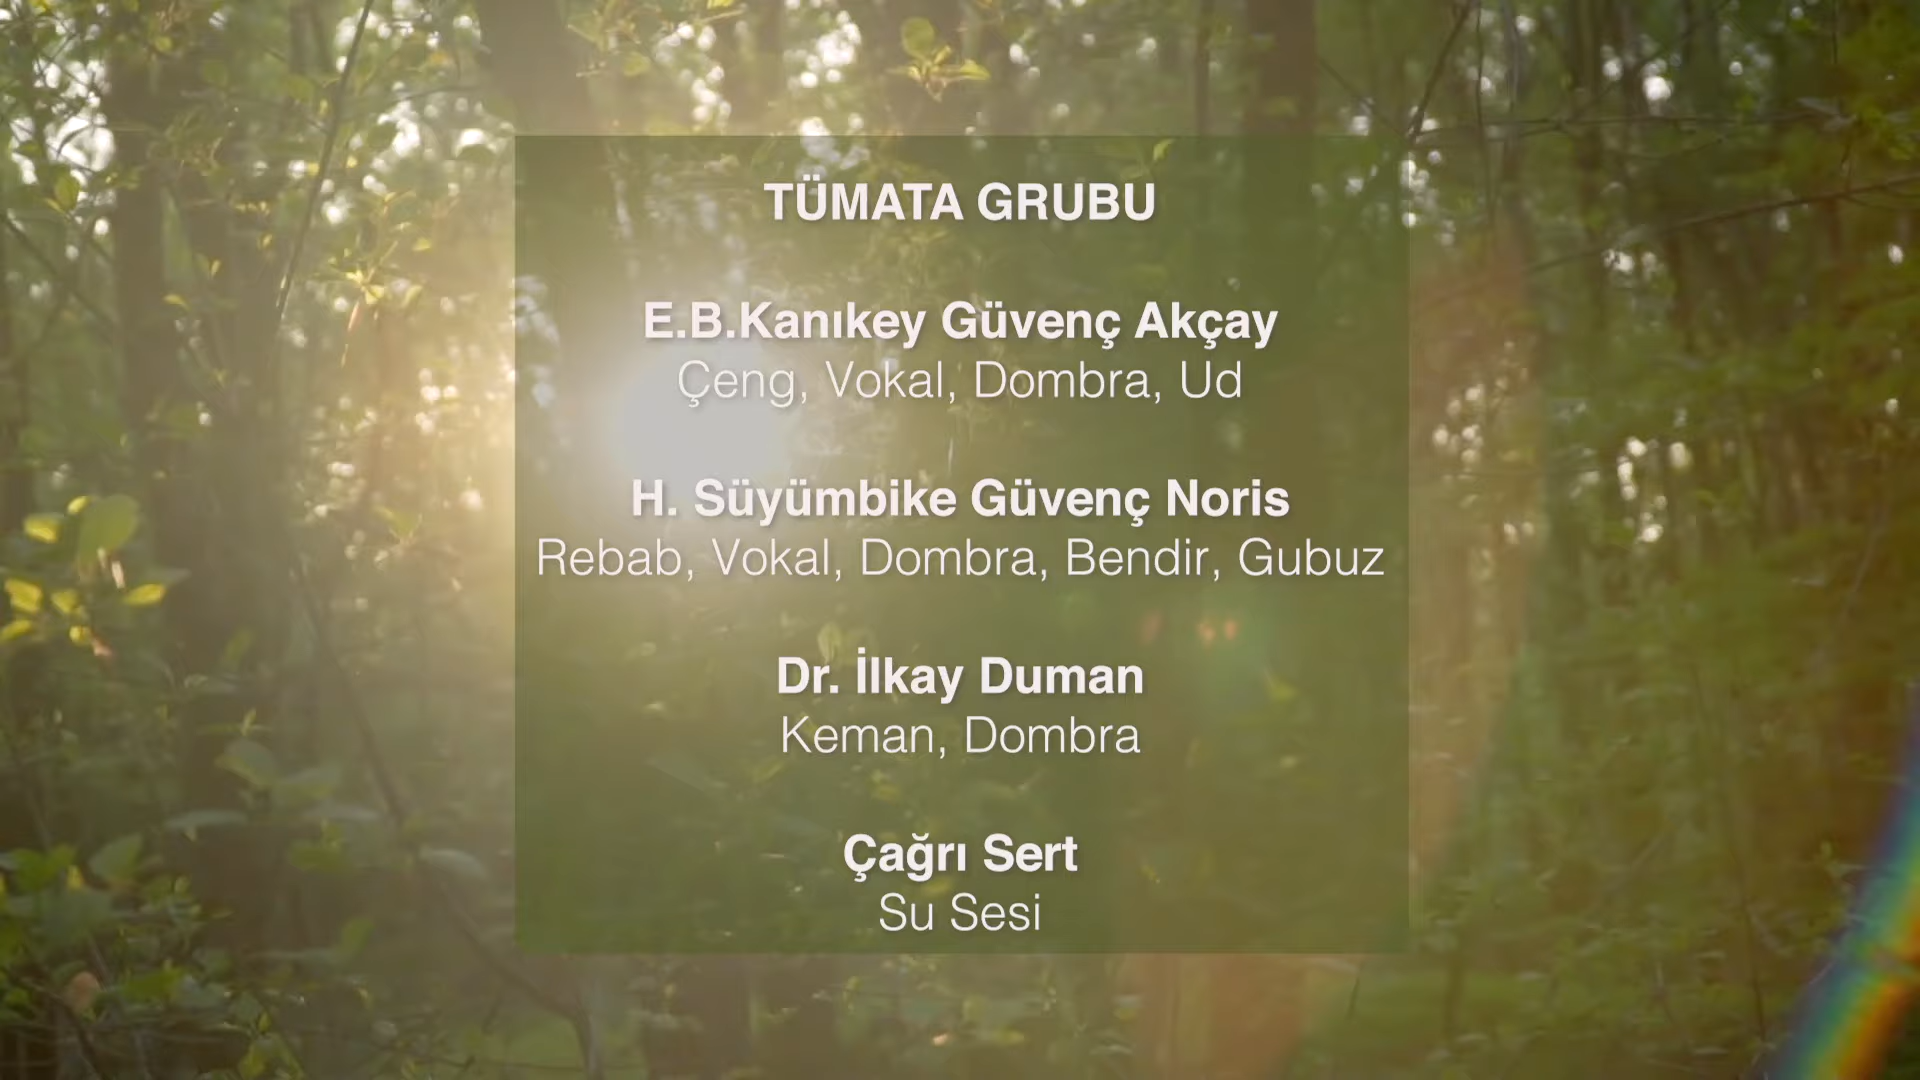 TÜMATA GRUBU
E.B.Kanıkey Güvenç Akçay
Çeng, Vokal, Dombra, Ud
H. Süyümbike Güvenç Noris
Rebab, Vokal, Dombra, Bendir, Gubuz
Dr. İlkay Duman
Keman, Dombra
Çağrı Sert
Su Sesi